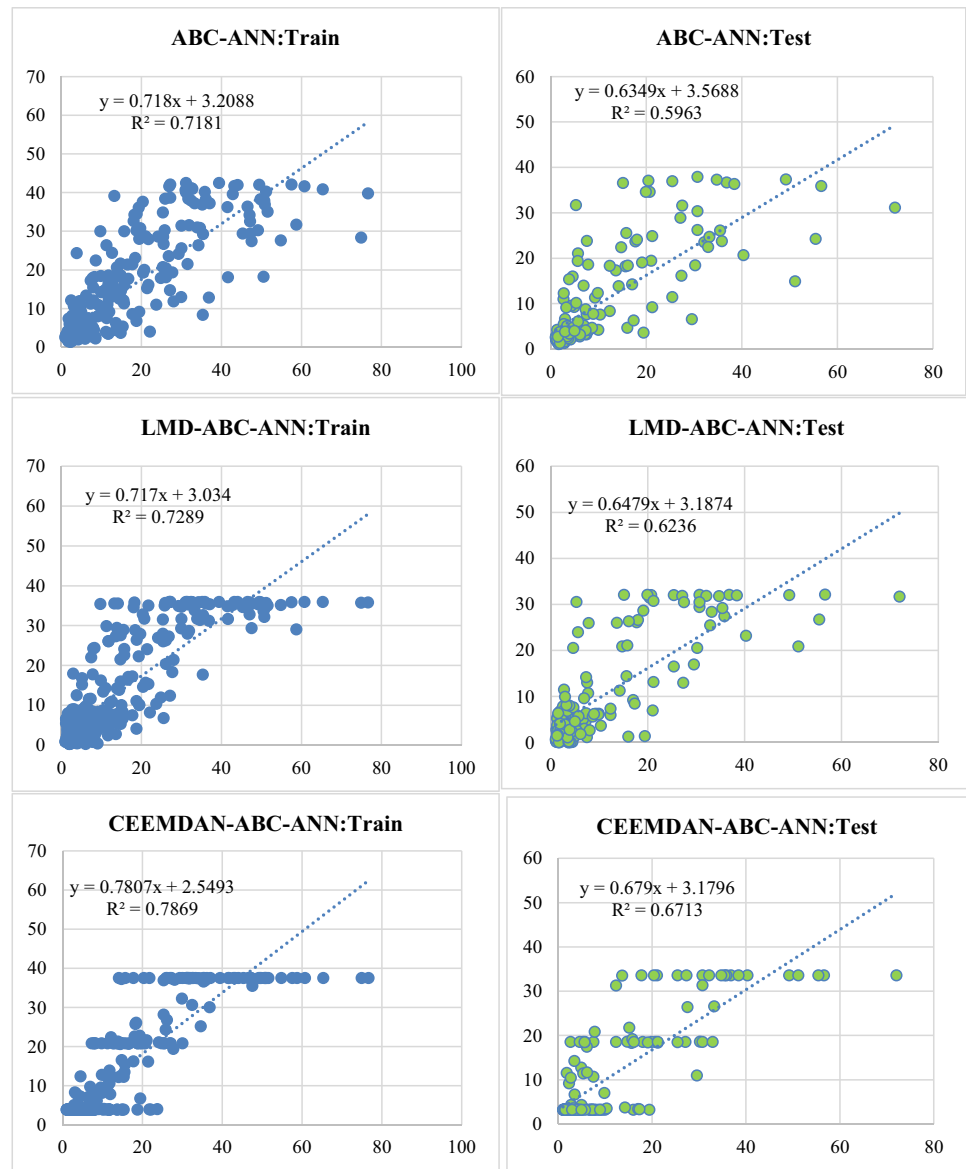 ABC-ANN:Train
70
60
50
40
30
20
10
0
y = 0.718x + 3.2088
R² = 0.7181
0 20 40 60 80 100
ABC-ANN:Test
60
50
40
30
20
10
0
y = 0.6349x + 3.5688
R² = 0.5963
0 20 40 60 80
LMD-ABC-ANN:Train
70
60
50
40
30
20
10
0
y = 0.717x + 3.034
R² = 0.7289
0 20 40 60 80 100
LMD-ABC-ANN:Test
60
50
40
30
20
10
0
y = 0.6479x + 3.1874
R² = 0.6236
0 20 40 60 80
CEEMDAN-ABC-ANN:Train
70
60
50
40
30
20
10
0
y = 0.7807x + 2.5493
R² = 0.7869
0 20 40 60 80 100
CEEMDAN-ABC-ANN:Test
60
50
40
30
20
10
0
y = 0.679x + 3.1796
R² = 0.6713
0 20 40 60 80